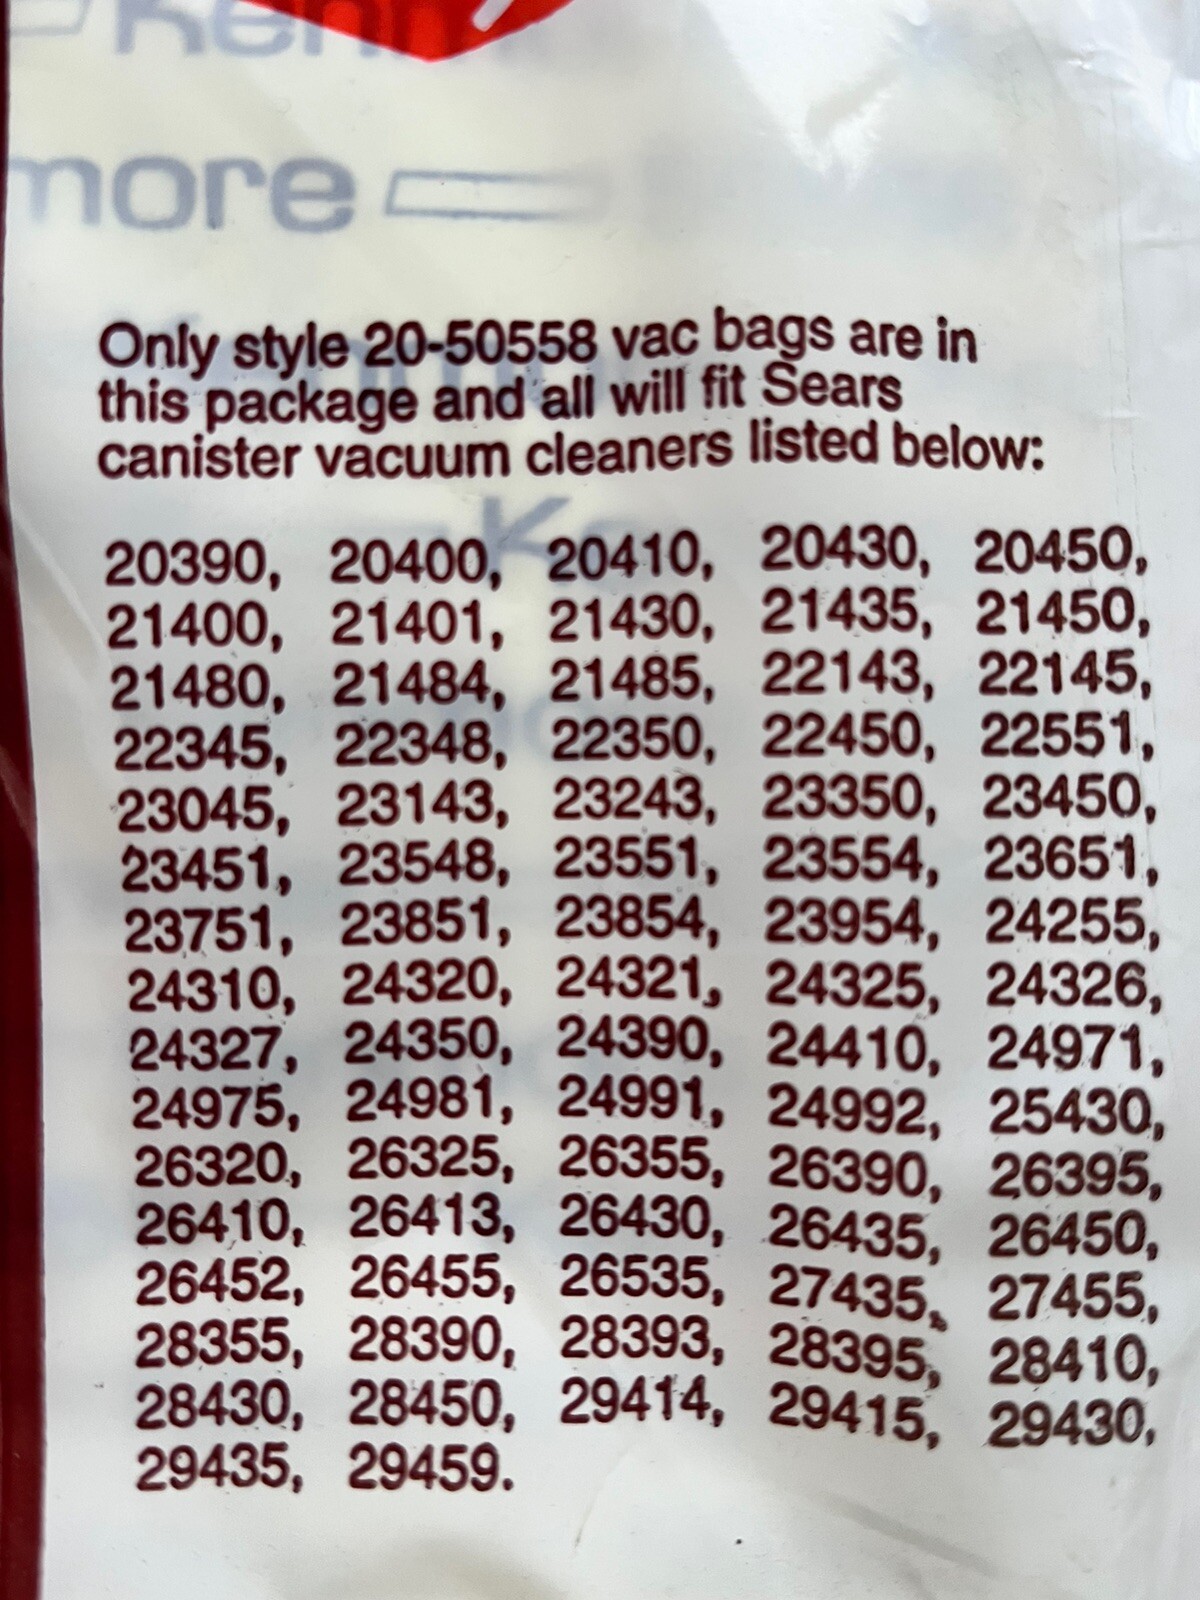 Kenm
more
Only style 20-50558 vac bags are in
this package and all will fit Sears
canister vacuum cleaners listed below:
20390, 20400, 20410, 20430, 20450,
21400, 21401, 21430, 21435, 21450,
21480, 21484, 21485, 22143, 22145,
22345, 22348, 22350, 22450, 22551,
23045, 23143, 23243, 23350, 23450,
23451, 23548, 23551, 23554, 23651,
23751, 23851, 23854, 23954, 24255,
24310, 24320, 24321, 24325, 24326,
24327, 24350, 24390, 24410, 24971,
24975, 24981, 24991, 24992, 25430,
26320, 26325, 26355, 26390, 26395,
26410, 26413, 26430, 26435, 26450,
26452, 26455, 26535, 27435, 27455,
28355, 28390, 28393, 28395, 28410,
28430, 28450, 29414, 29415, 29430,
29435, 29459.